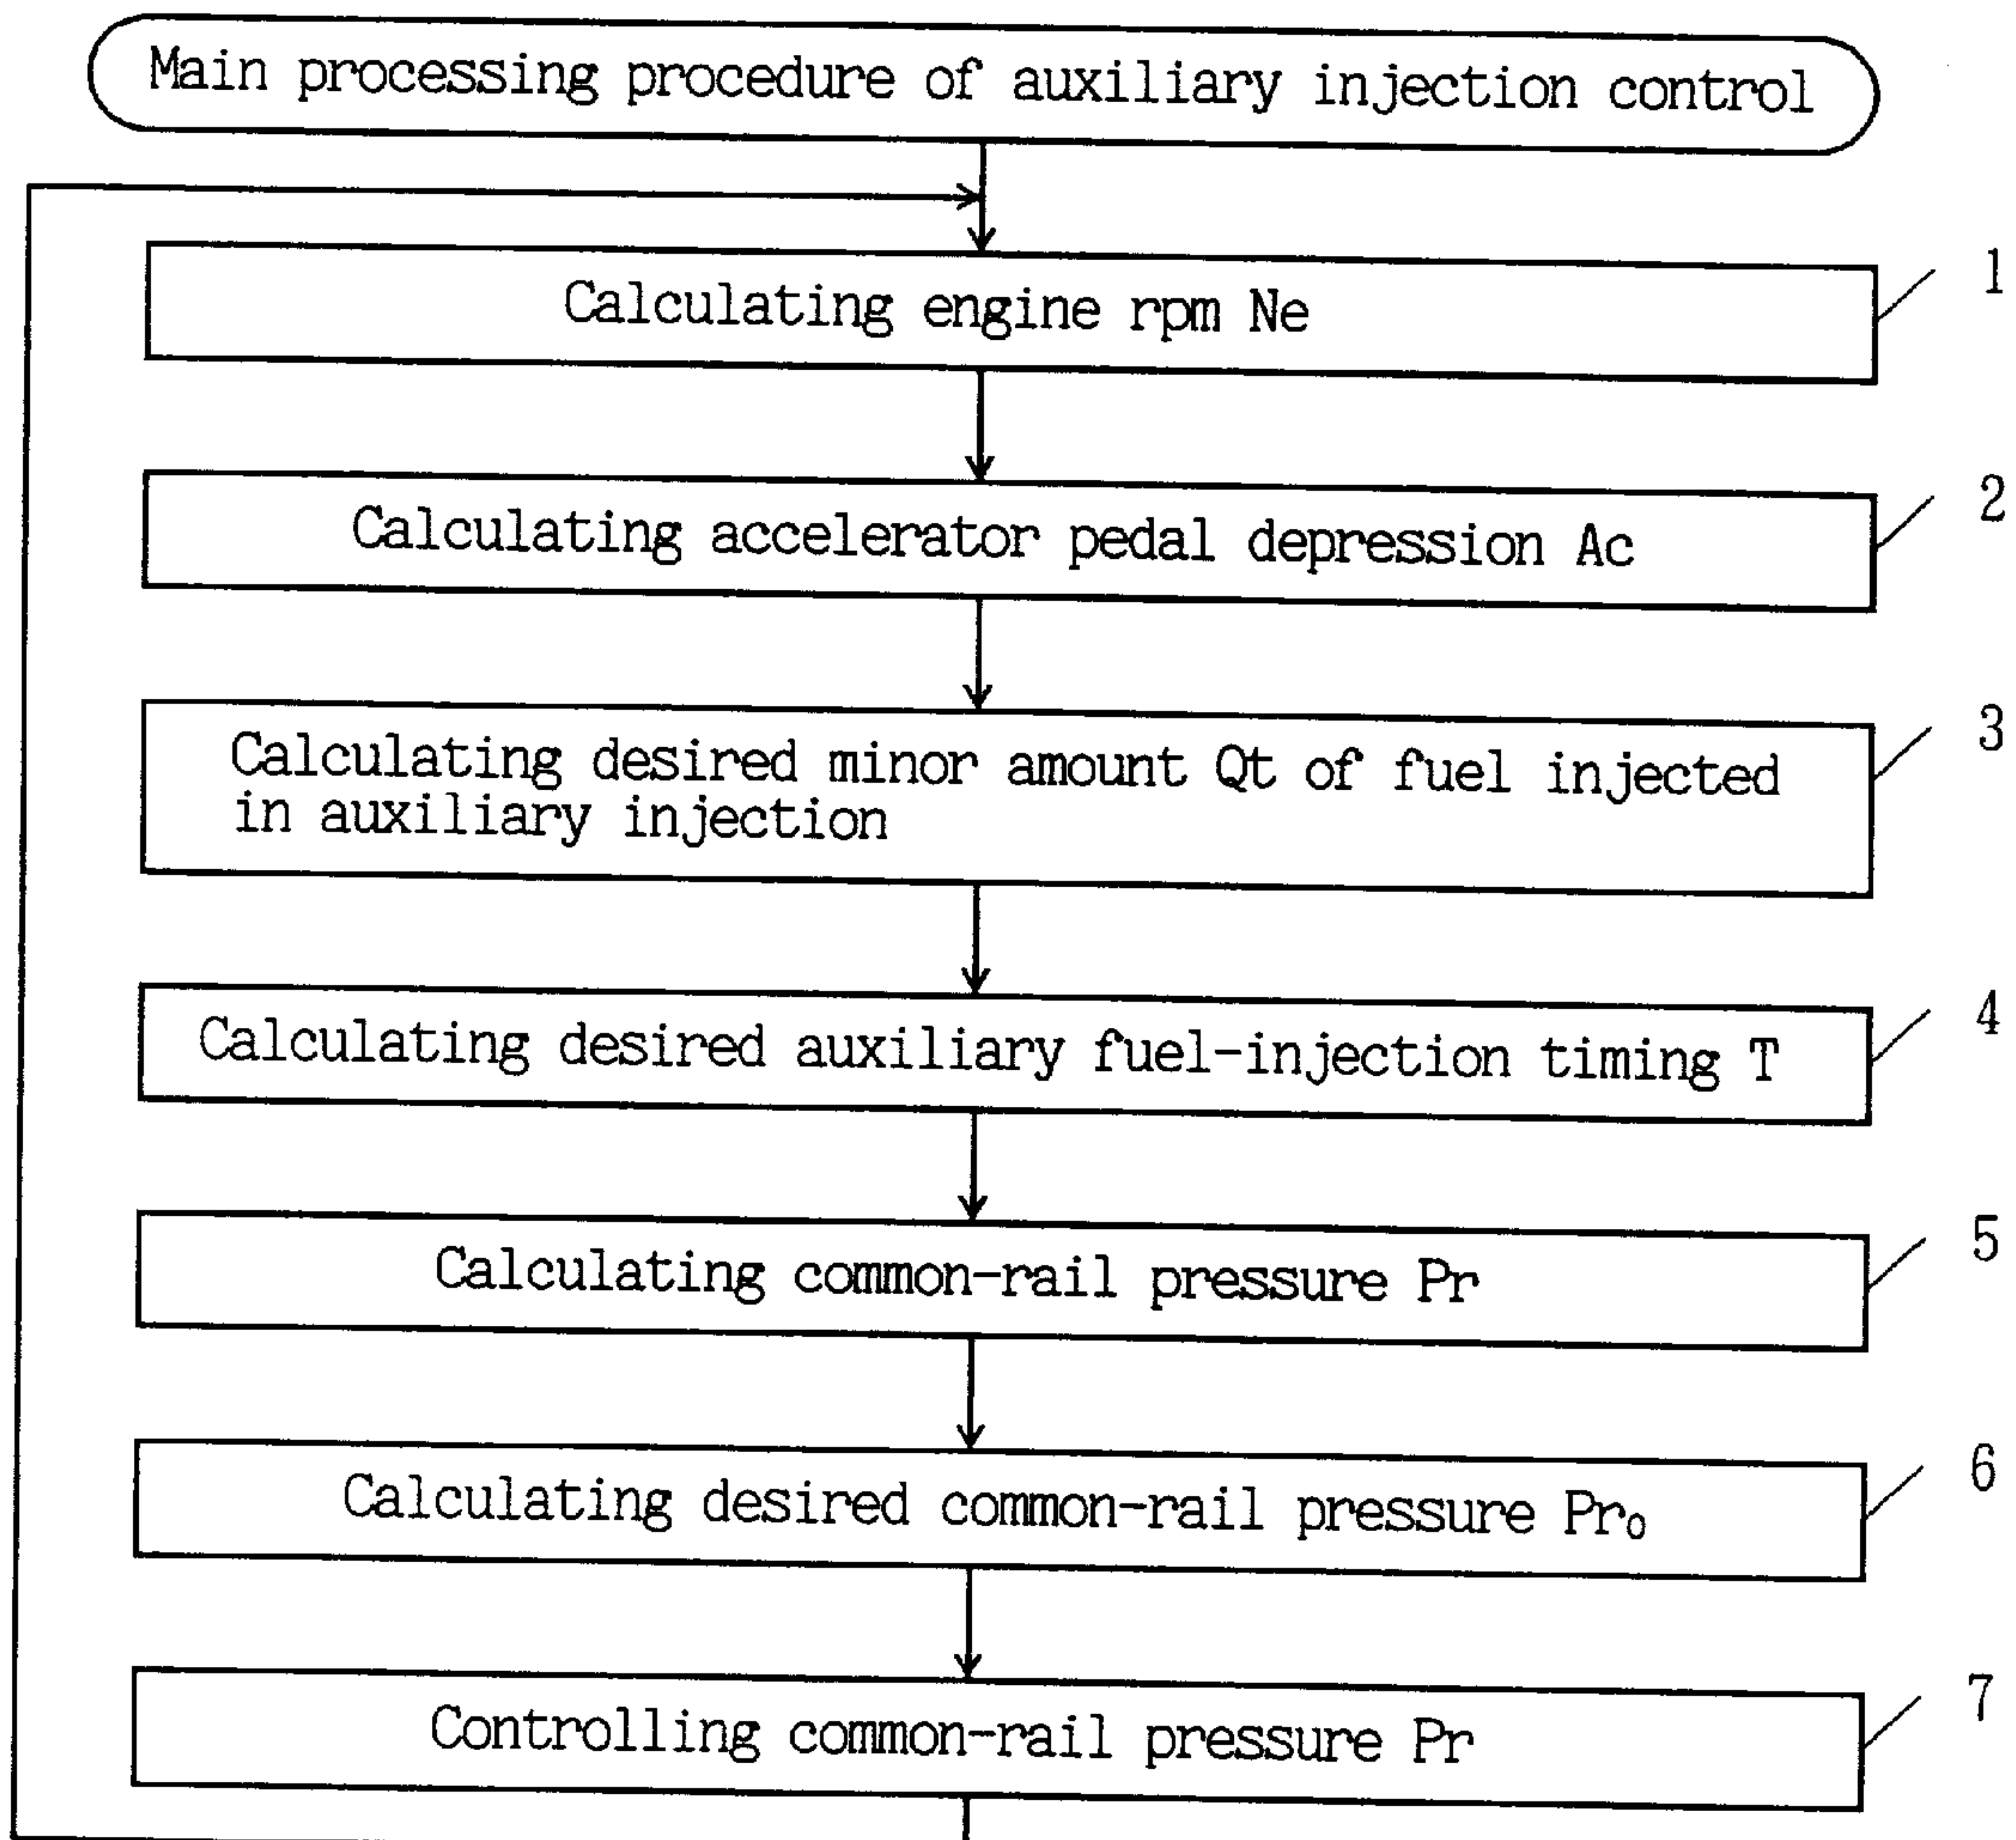 Main processing procedure of auxiliary injection control
Calculating engine rpm Ne
1
Calculating accelerator pedal depression Ac
2
Calculating desired minor amount Qt of fuel injected
in auxiliary injection
3
Calculating desired auxiliary fuel-injection timing T
4
Calculating common-rail pressure Pr
5
Calculating desired common-rail pressure Pr₀
6
Controlling common-rail pressure Pr
7